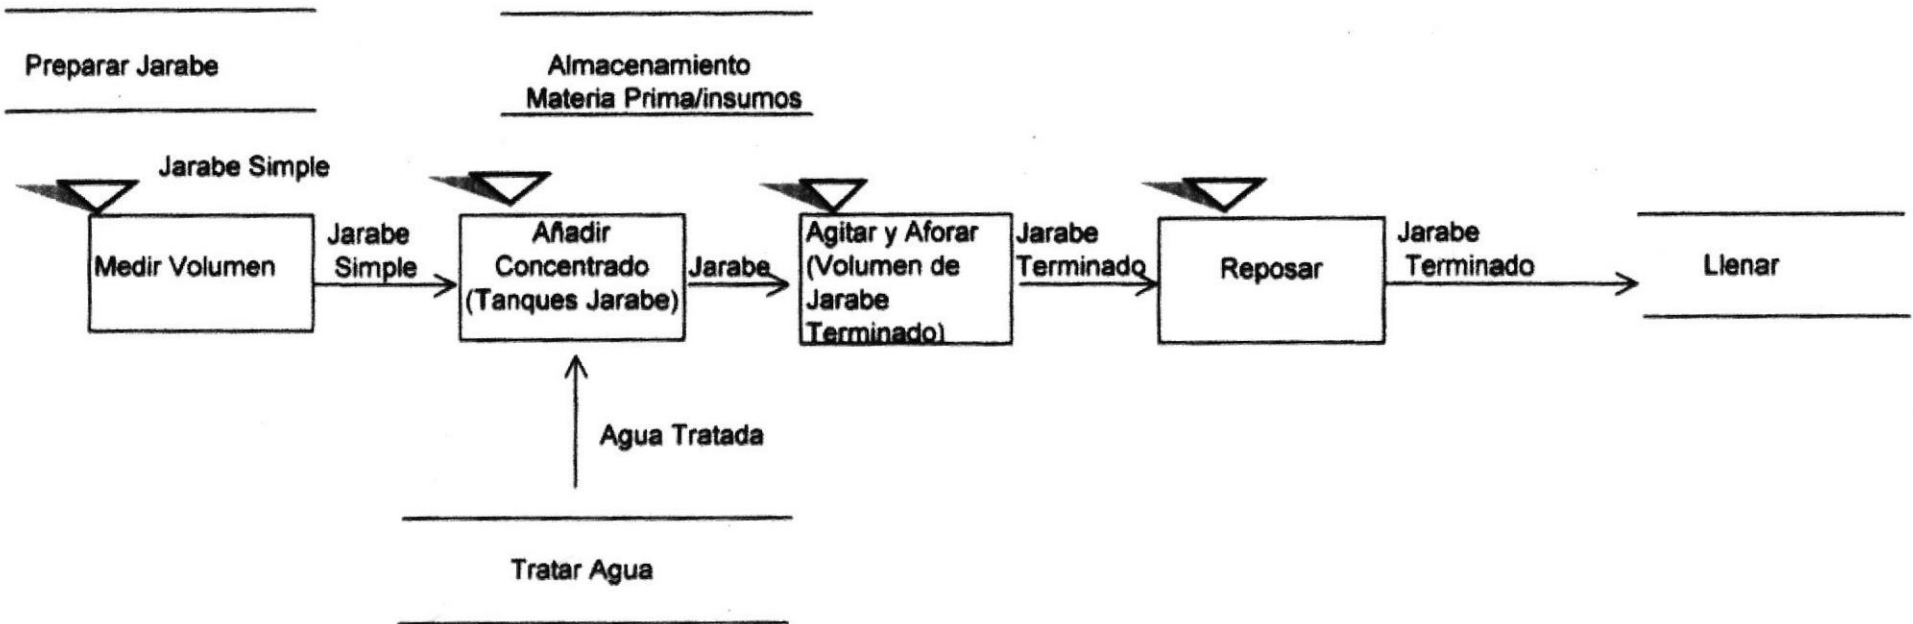 Preparar Jarabe
Almacenamiento
Materia Prima/insumos
Jarabe Simple
Medir Volumen
Jarabe
Simple
Añadir
Concentrado
(Tanques Jarabe)
Jarabe
Agitar y Aforar
(Volumen de
Jarabe
Terminado)
Jarabe
Terminado
Reposar
Jarabe
Terminado
Llenar
Agua Tratada
Tratar Agua